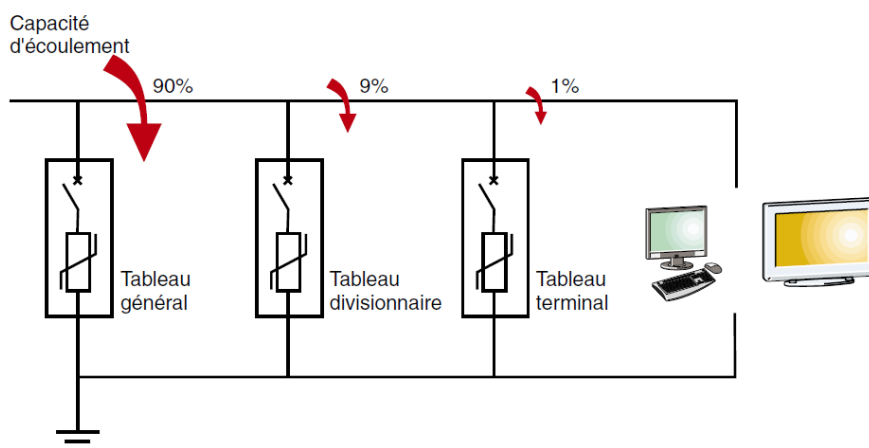 Capacité
d'écoulement
90%
9%
1%
Tableau
général
Tableau
divisionnaire
Tableau
terminal